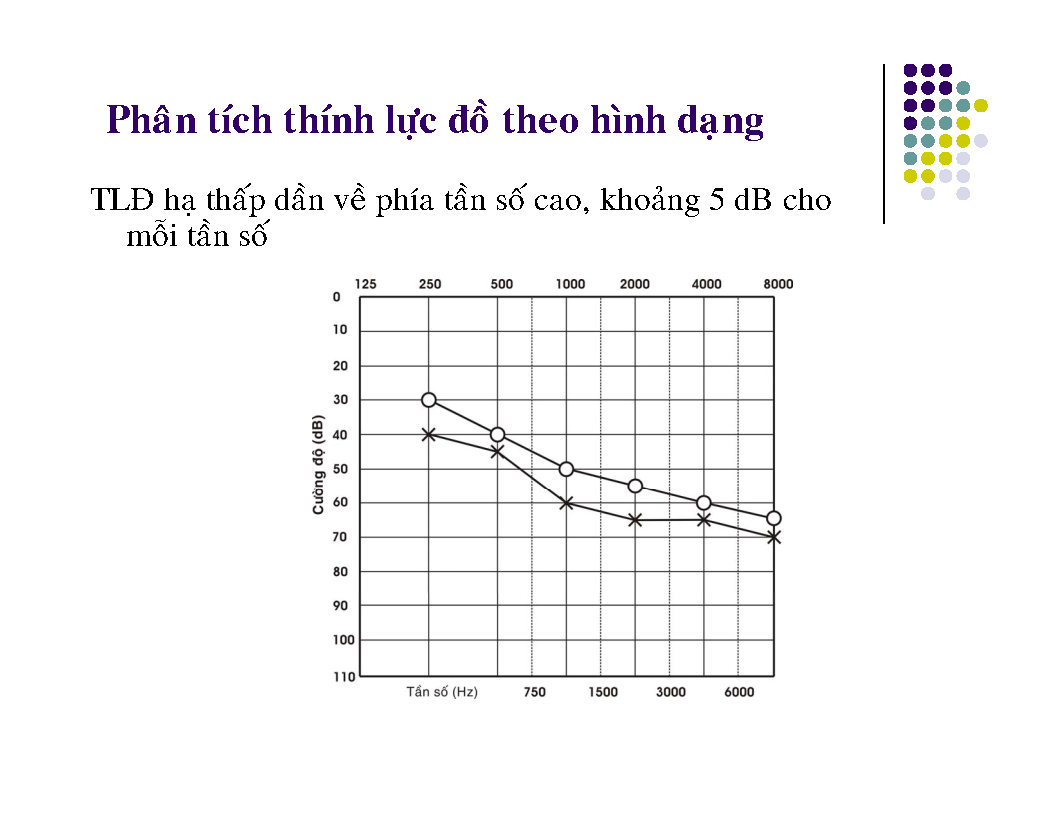 Phân tích thính lực đồ theo hình dạng
TLĐ hạ thấp dần về phía tần số cao, khoảng 5 dB cho
mỗi tần số
125 250 500 1000 2000 4000 8000
0
10
20
30
40
50
60
70
80
90
100
110
Cường độ (dB)
Tần số (Hz) 750 1500 3000 6000